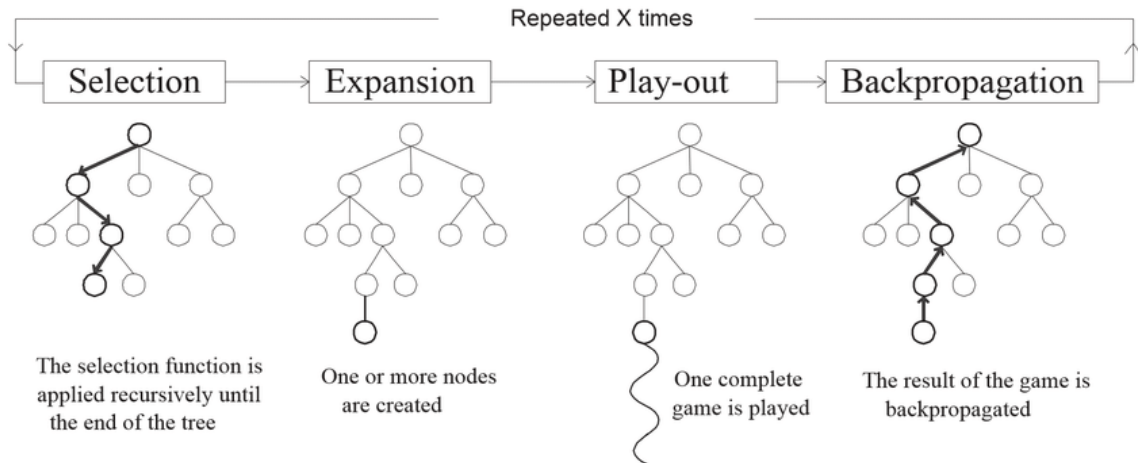 Repeated X times
Selection
Expansion
Play-out
Backpropagation
The selection function is
applied recursively until
the end of the tree
One or more nodes
are created
One complete
game is played
The result of the game is
backpropagated